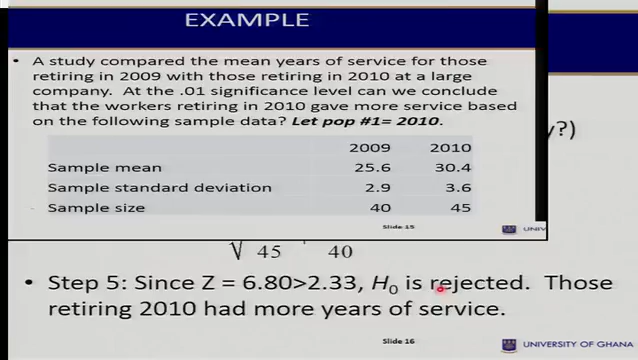 EXAMPLE
• A study compared the mean years of service for those
retiring in 2009 with those retiring in 2010 at a large
company. At the .01 significance level can we conclude
that the workers retiring in 2010 gave more service based
on the following sample data? Let pop #1= 2010.
2009 2010
Sample mean 25.6 30.4
Sample standard deviation 2.9 3.6
Sample size 40 45
Slide 15
y?)
√ 45 40
• Step 5: Since Z = 6.80>2.33, H₀ is rejected. Those
retiring 2010 had more years of service.
Slide 16
UNIVERSITY OF GHANA